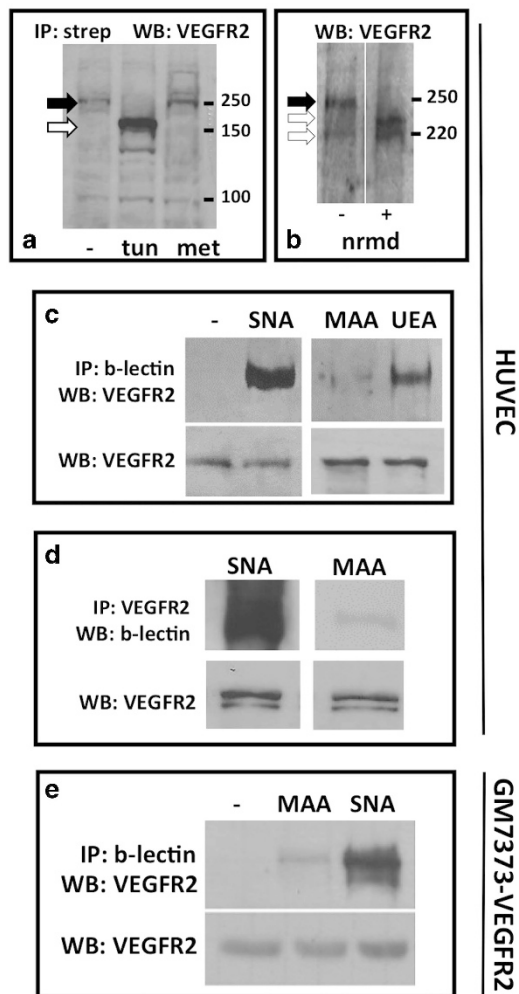 IP: strep WB: VEGFR2
250
150
100
a
- tun met
WB: VEGFR2
250
220
- +
b nrmd
HUVEC
c
- SNA MAA UEA
IP: b-lectin
WB: VEGFR2
WB: VEGFR2
d
SNA MAA
IP: VEGFR2
WB: b-lectin
WB: VEGFR2
GM7373-VEGFR2
e
- MAA SNA
IP: b-lectin
WB: VEGFR2
WB: VEGFR2